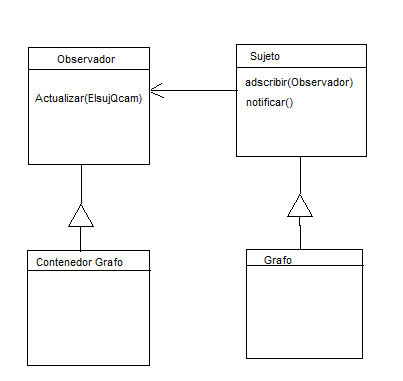 Observador
Actualizar(ElsujQcam)
Sujeto
adscribir(Observador)
notificar()
Contenedor Grafo
Grafo